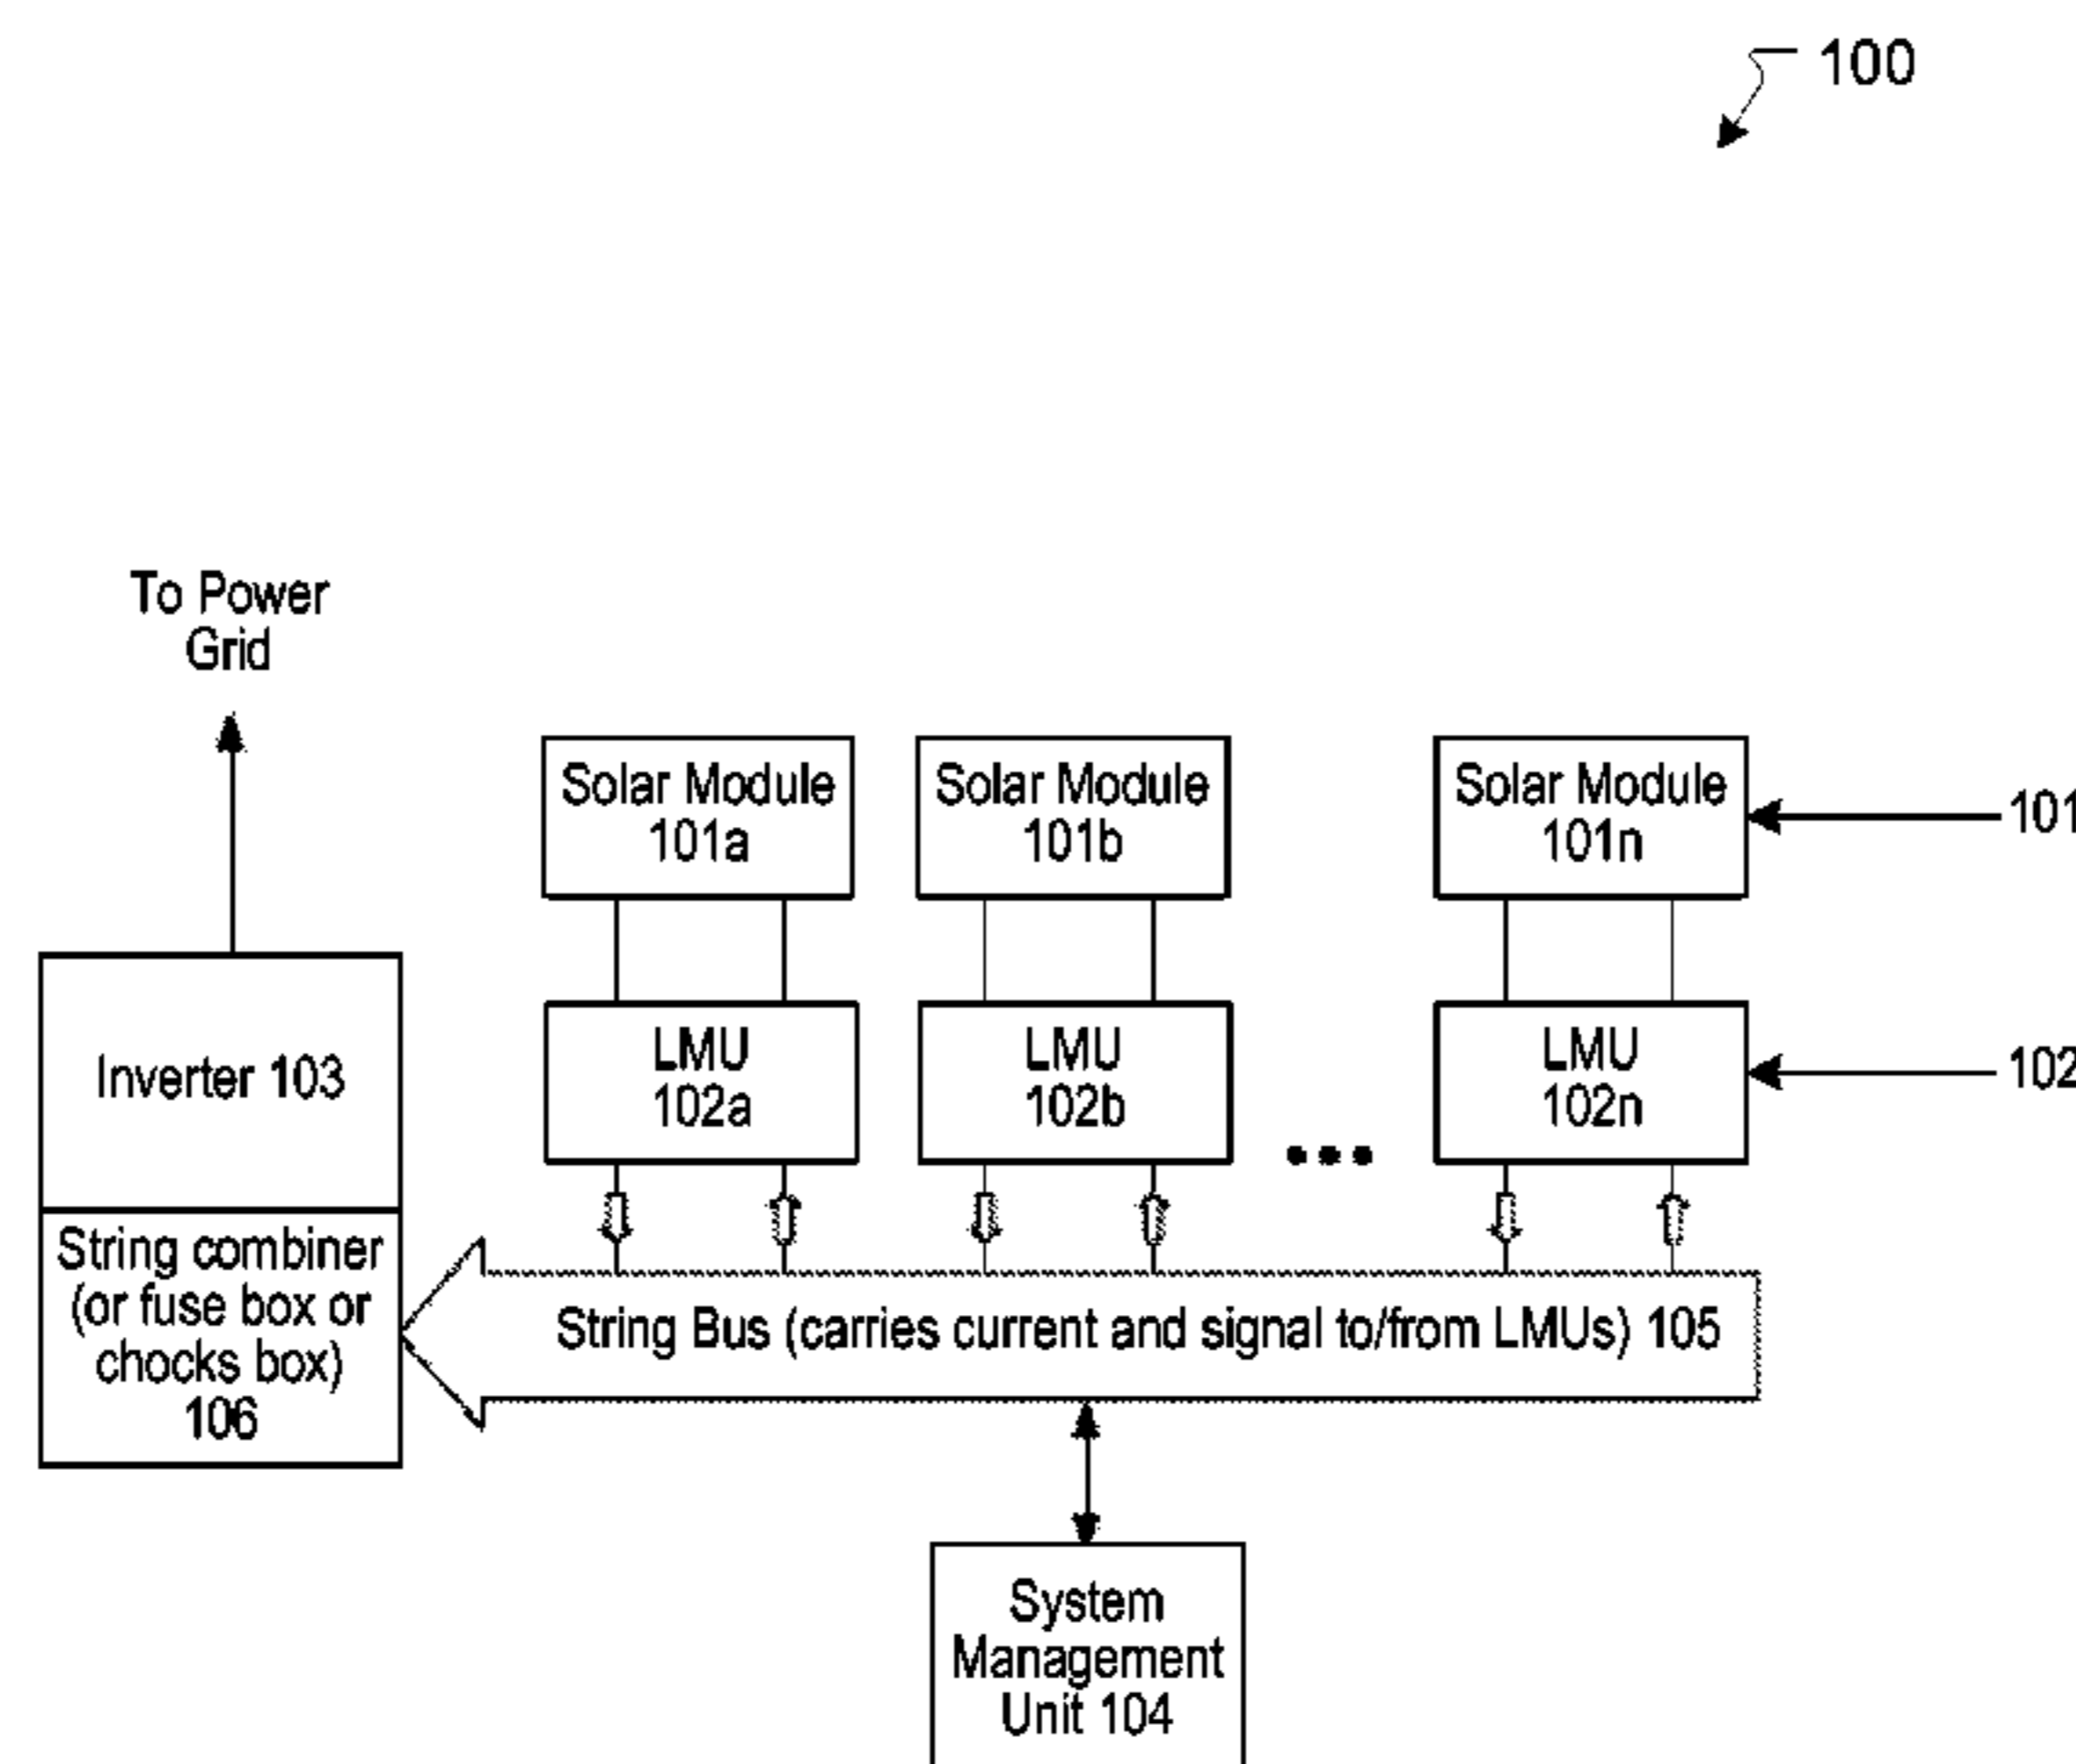 100
To Power
Grid
Solar Module
101a
Solar Module
101b
Solar Module
101n
101
LMU
102a
LMU
102b
LMU
102n
102
Inverter 103
String combiner
(or fuse box or
chocks box)
106
String Bus (carries current and signal to/from LMUs) 105
System
Management
Unit 104